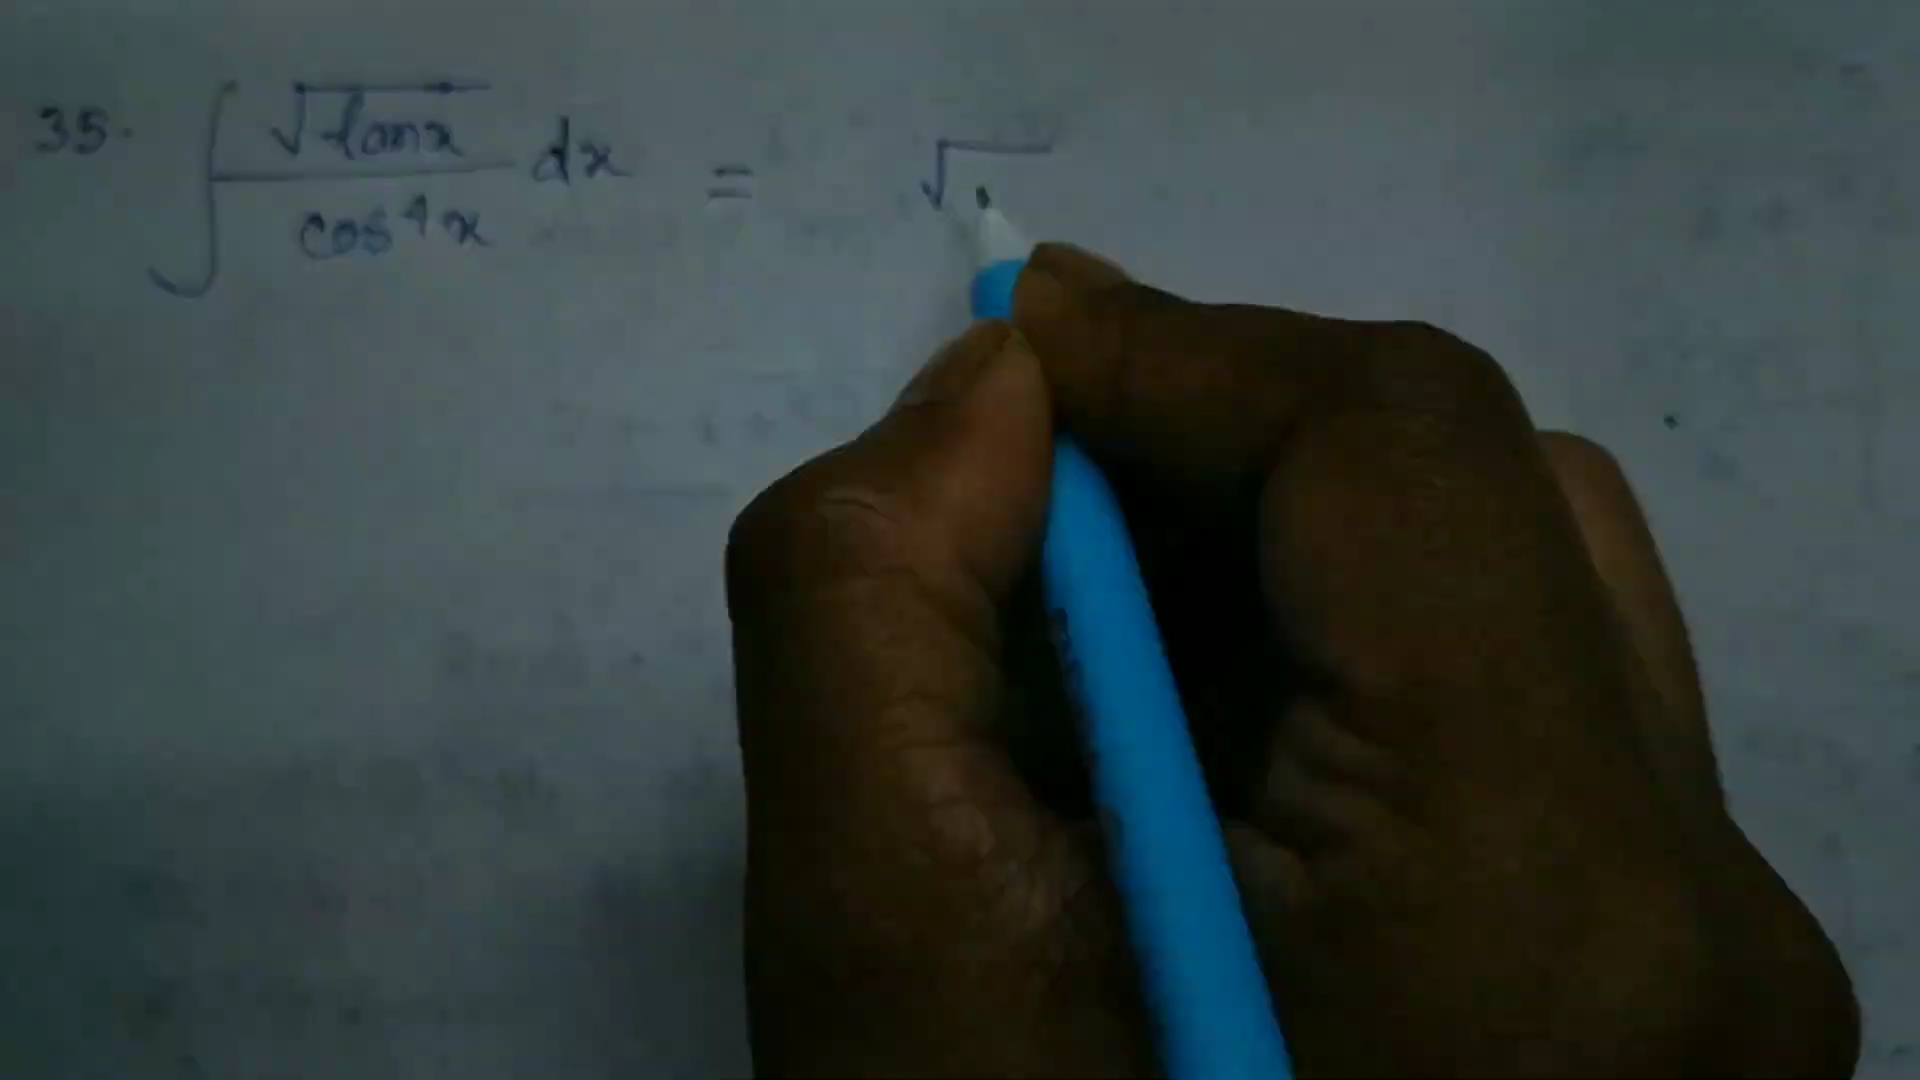 35. ∫ √tanx / cos⁴x dx = √